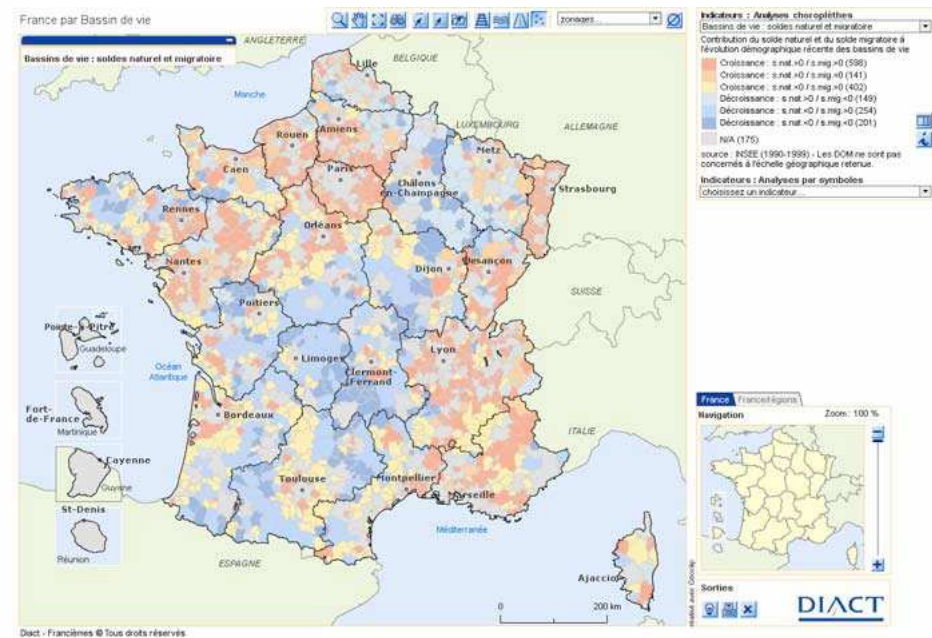 France par Bassin de vie
zonages...
Bassins de vie : soldes naturel et migratoire
ANGLETERRE
BELGIQUE
Lille
Manche
LUXEMBOURG
ALLEMAGNE
Amiens
Rouen
Metz
Caen
Paris
Châlons
en-Champagne
Strasbourg
Rennes
Orléans
Nantes
Dijon
Besançon
SUISSE
Poitiers
Pointe-à-Pitre
Guadeloupe
Océan
Atlantique
Limoges
Clermont-
Ferrand
Lyon
Fort-
de-France
Martinique
Bordeaux
ITALIE
Cayenne
Guyane
Toulouse
Montpellier
Marseille
St-Denis
Réunion
Méditerranée
ESPAGNE
Ajaccio
0 200 km
réalisé avec Géoclip
Diact - Francièmes © Tous droits réservés
Indicateurs : Analyses choroplèthes
Bassins de vie : soldes naturel et migratoire
Contribution du solde naturel et du solde migratoire à
l'évolution démographique récente des bassins de vie
Croissance : s.nat.>0 / s.mig.>0 (598)
Croissance : s.nat.>0 / s.mig.<0 (141)
Croissance : s.nat.<0 / s.mig.>0 (402)
Décroissance : s.nat.>0 / s.mig.<0 (149)
Décroissance : s.nat.<0 / s.mig.>0 (254)
Décroissance : s.nat.<0 / s.mig.<0 (201)
N/A (175)
source : INSEE (1990-1999) - Les DOM ne sont pas
concernés à l'échelle géographique retenue.
Indicateurs : Analyses par symboles
choisissez un indicateur...
France
France/régions
Navigation
Zoom : 100 %
Sorties
DIACT